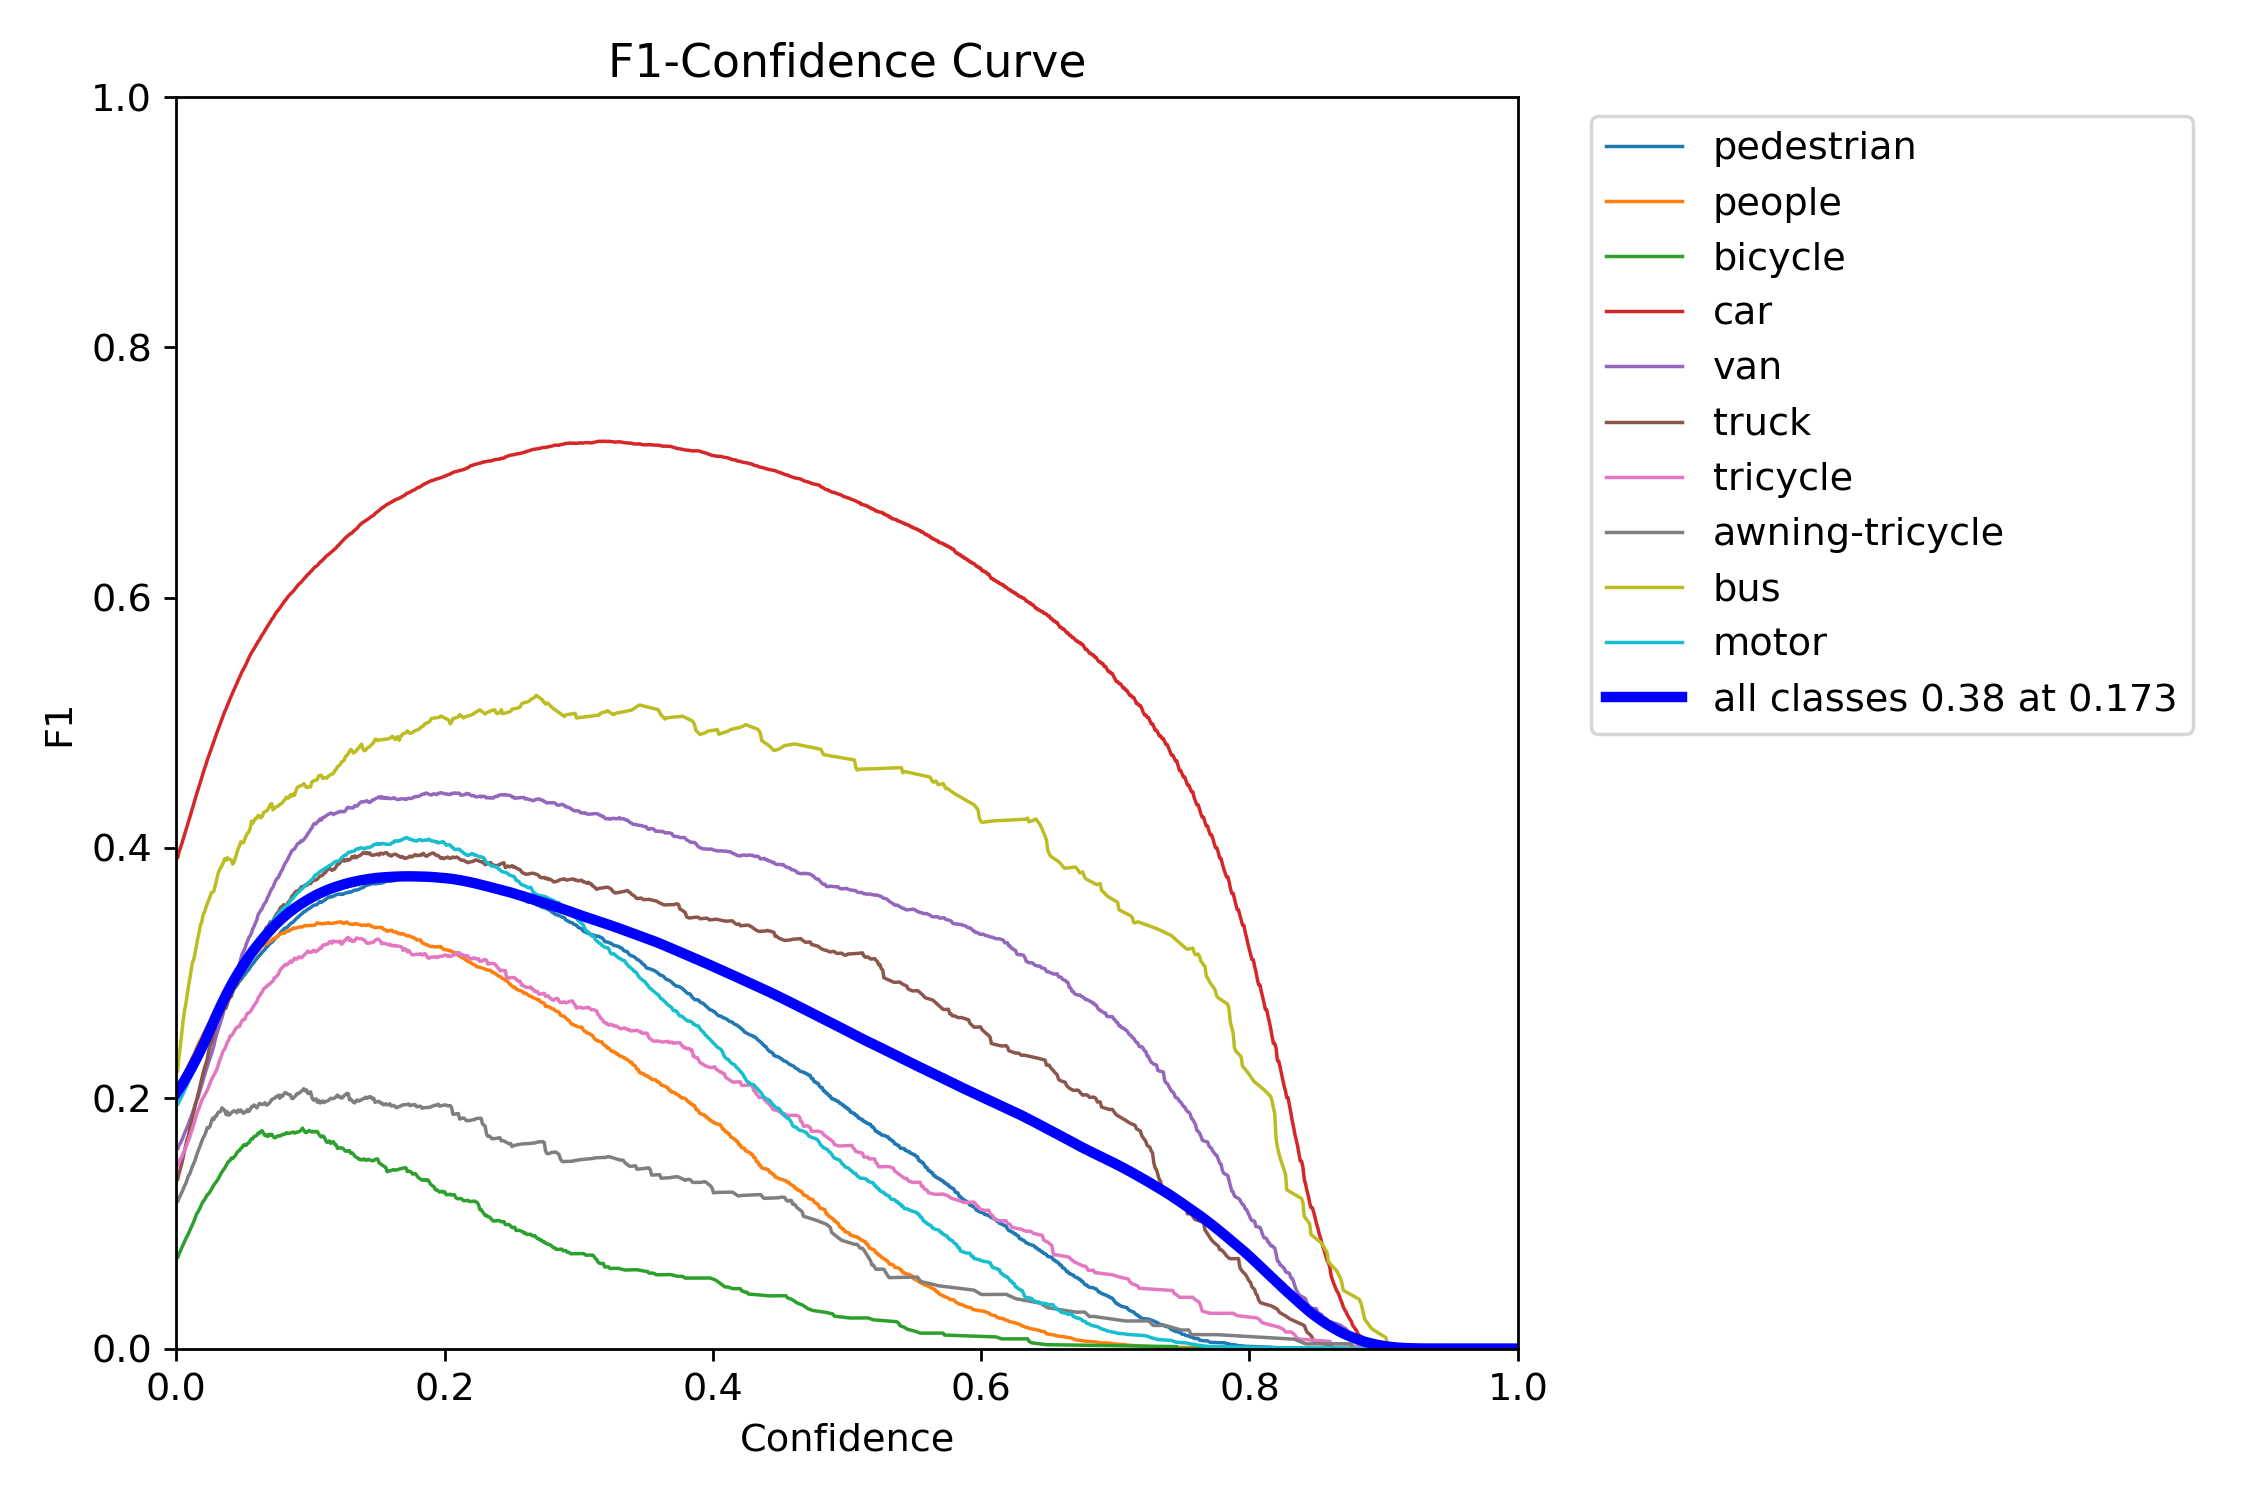 F1-Confidence Curve
1.0
0.8
0.6
0.4
0.2
0.0
F1
0.0 0.2 0.4 0.6 0.8 1.0
Confidence
pedestrian
people
bicycle
car
van
truck
tricycle
awning-tricycle
bus
motor
all classes 0.38 at 0.173